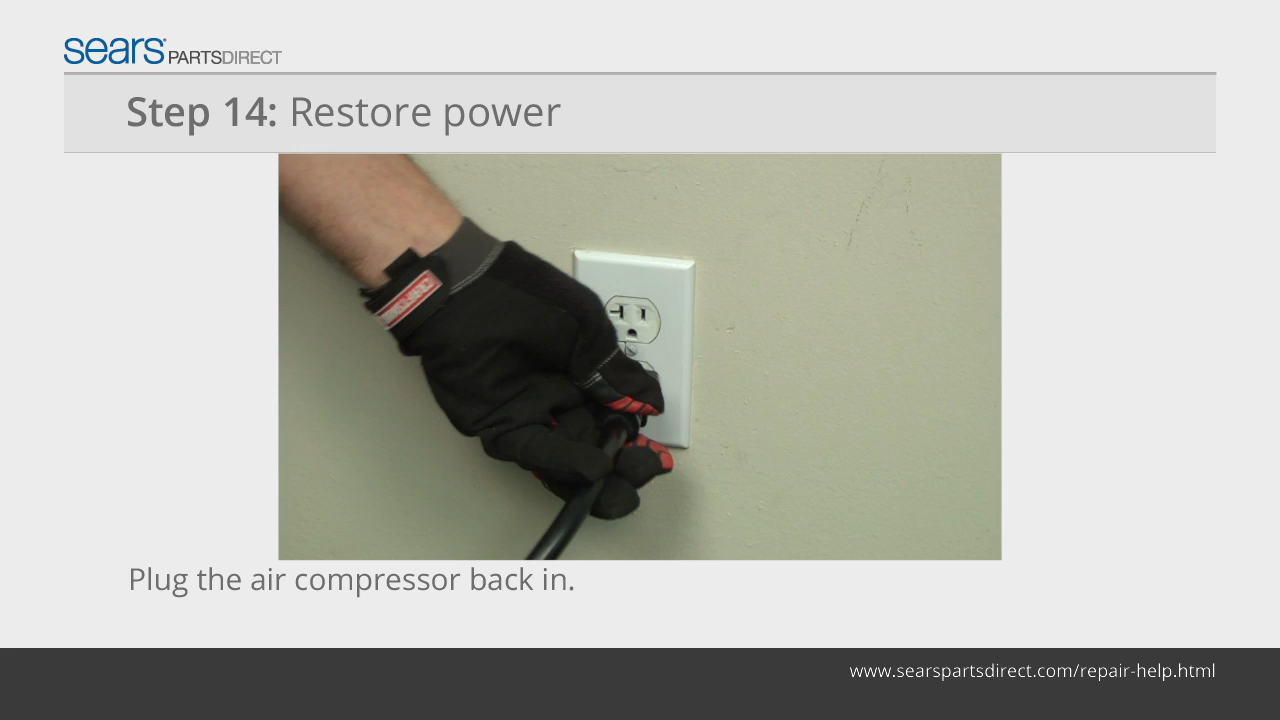 sears PARTSDIRECT
Step 14: Restore power
Plug the air compressor back in.
www.searspartsdirect.com/repair-help.html